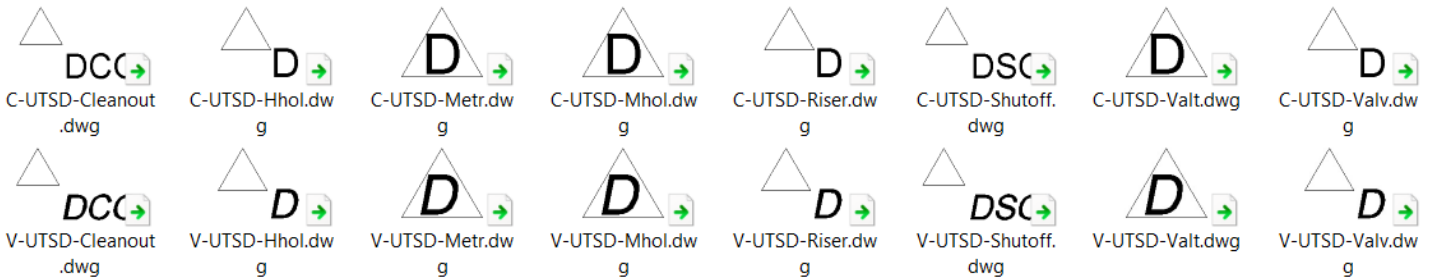 DCO D D D D DSC D D
C-UTSD-Cleanout C-UTSD-Hhol.dw C-UTSD-Metr.dw C-UTSD-Mhol.dw C-UTSD-Riser.dw C-UTSD-Shutoff. C-UTSD-Valt.dwg C-UTSD-Valv.dw
.dwg g g g g dwg g
DCO D D D D DSC D D
V-UTSD-Cleanout V-UTSD-Hhol.dw V-UTSD-Metr.dw V-UTSD-Mhol.dw V-UTSD-Riser.dw V-UTSD-Shutoff. V-UTSD-Valt.dwg V-UTSD-Valv.dw
.dwg g g g g dwg g